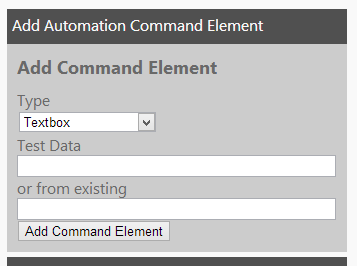 Add Automation Command Element
Add Command Element
Type
Textbox
Test Data
or from existing
Add Command Element